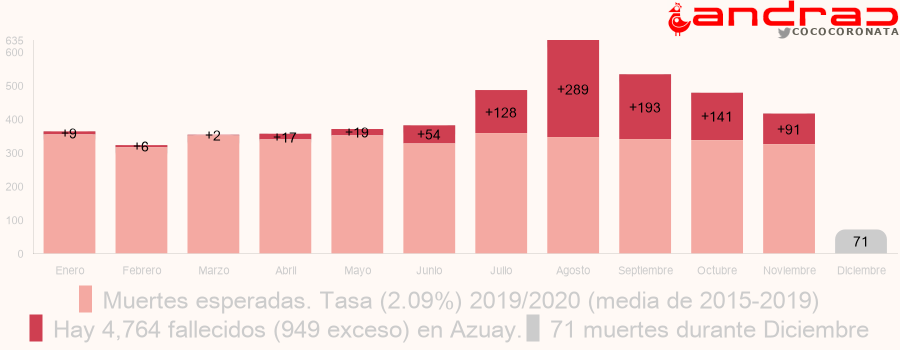 andrac
COCOCORONATA
635
600
500
400
300
200
100
0
+9
+6
+2
+17
+19
+54
+128
+289
+193
+141
+91
71
Enero
Febrero
Marzo
Abril
Mayo
Junio
Julio
Agosto
Septiembre
Octubre
Noviembre
Diciembre
Muertes esperadas. Tasa (2.09%) 2019/2020 (media de 2015-2019)
Hay 4,764 fallecidos (949 exceso) en Azuay. 71 muertes durante Diciembre